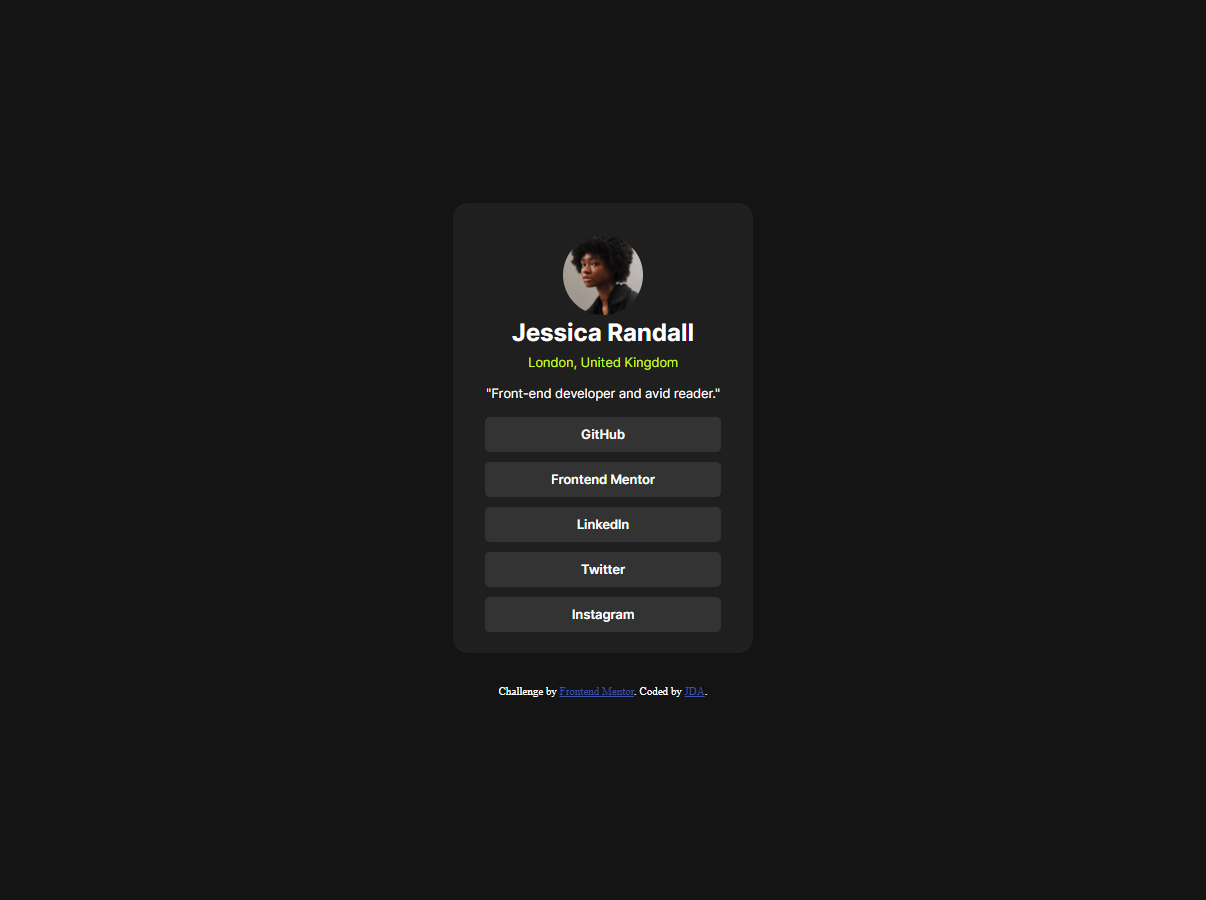 Jessica Randall
London, United Kingdom
"Front-end developer and avid reader."
GitHub
Frontend Mentor
LinkedIn
Twitter
Instagram
Challenge by Frontend Mentor. Coded by JDA.